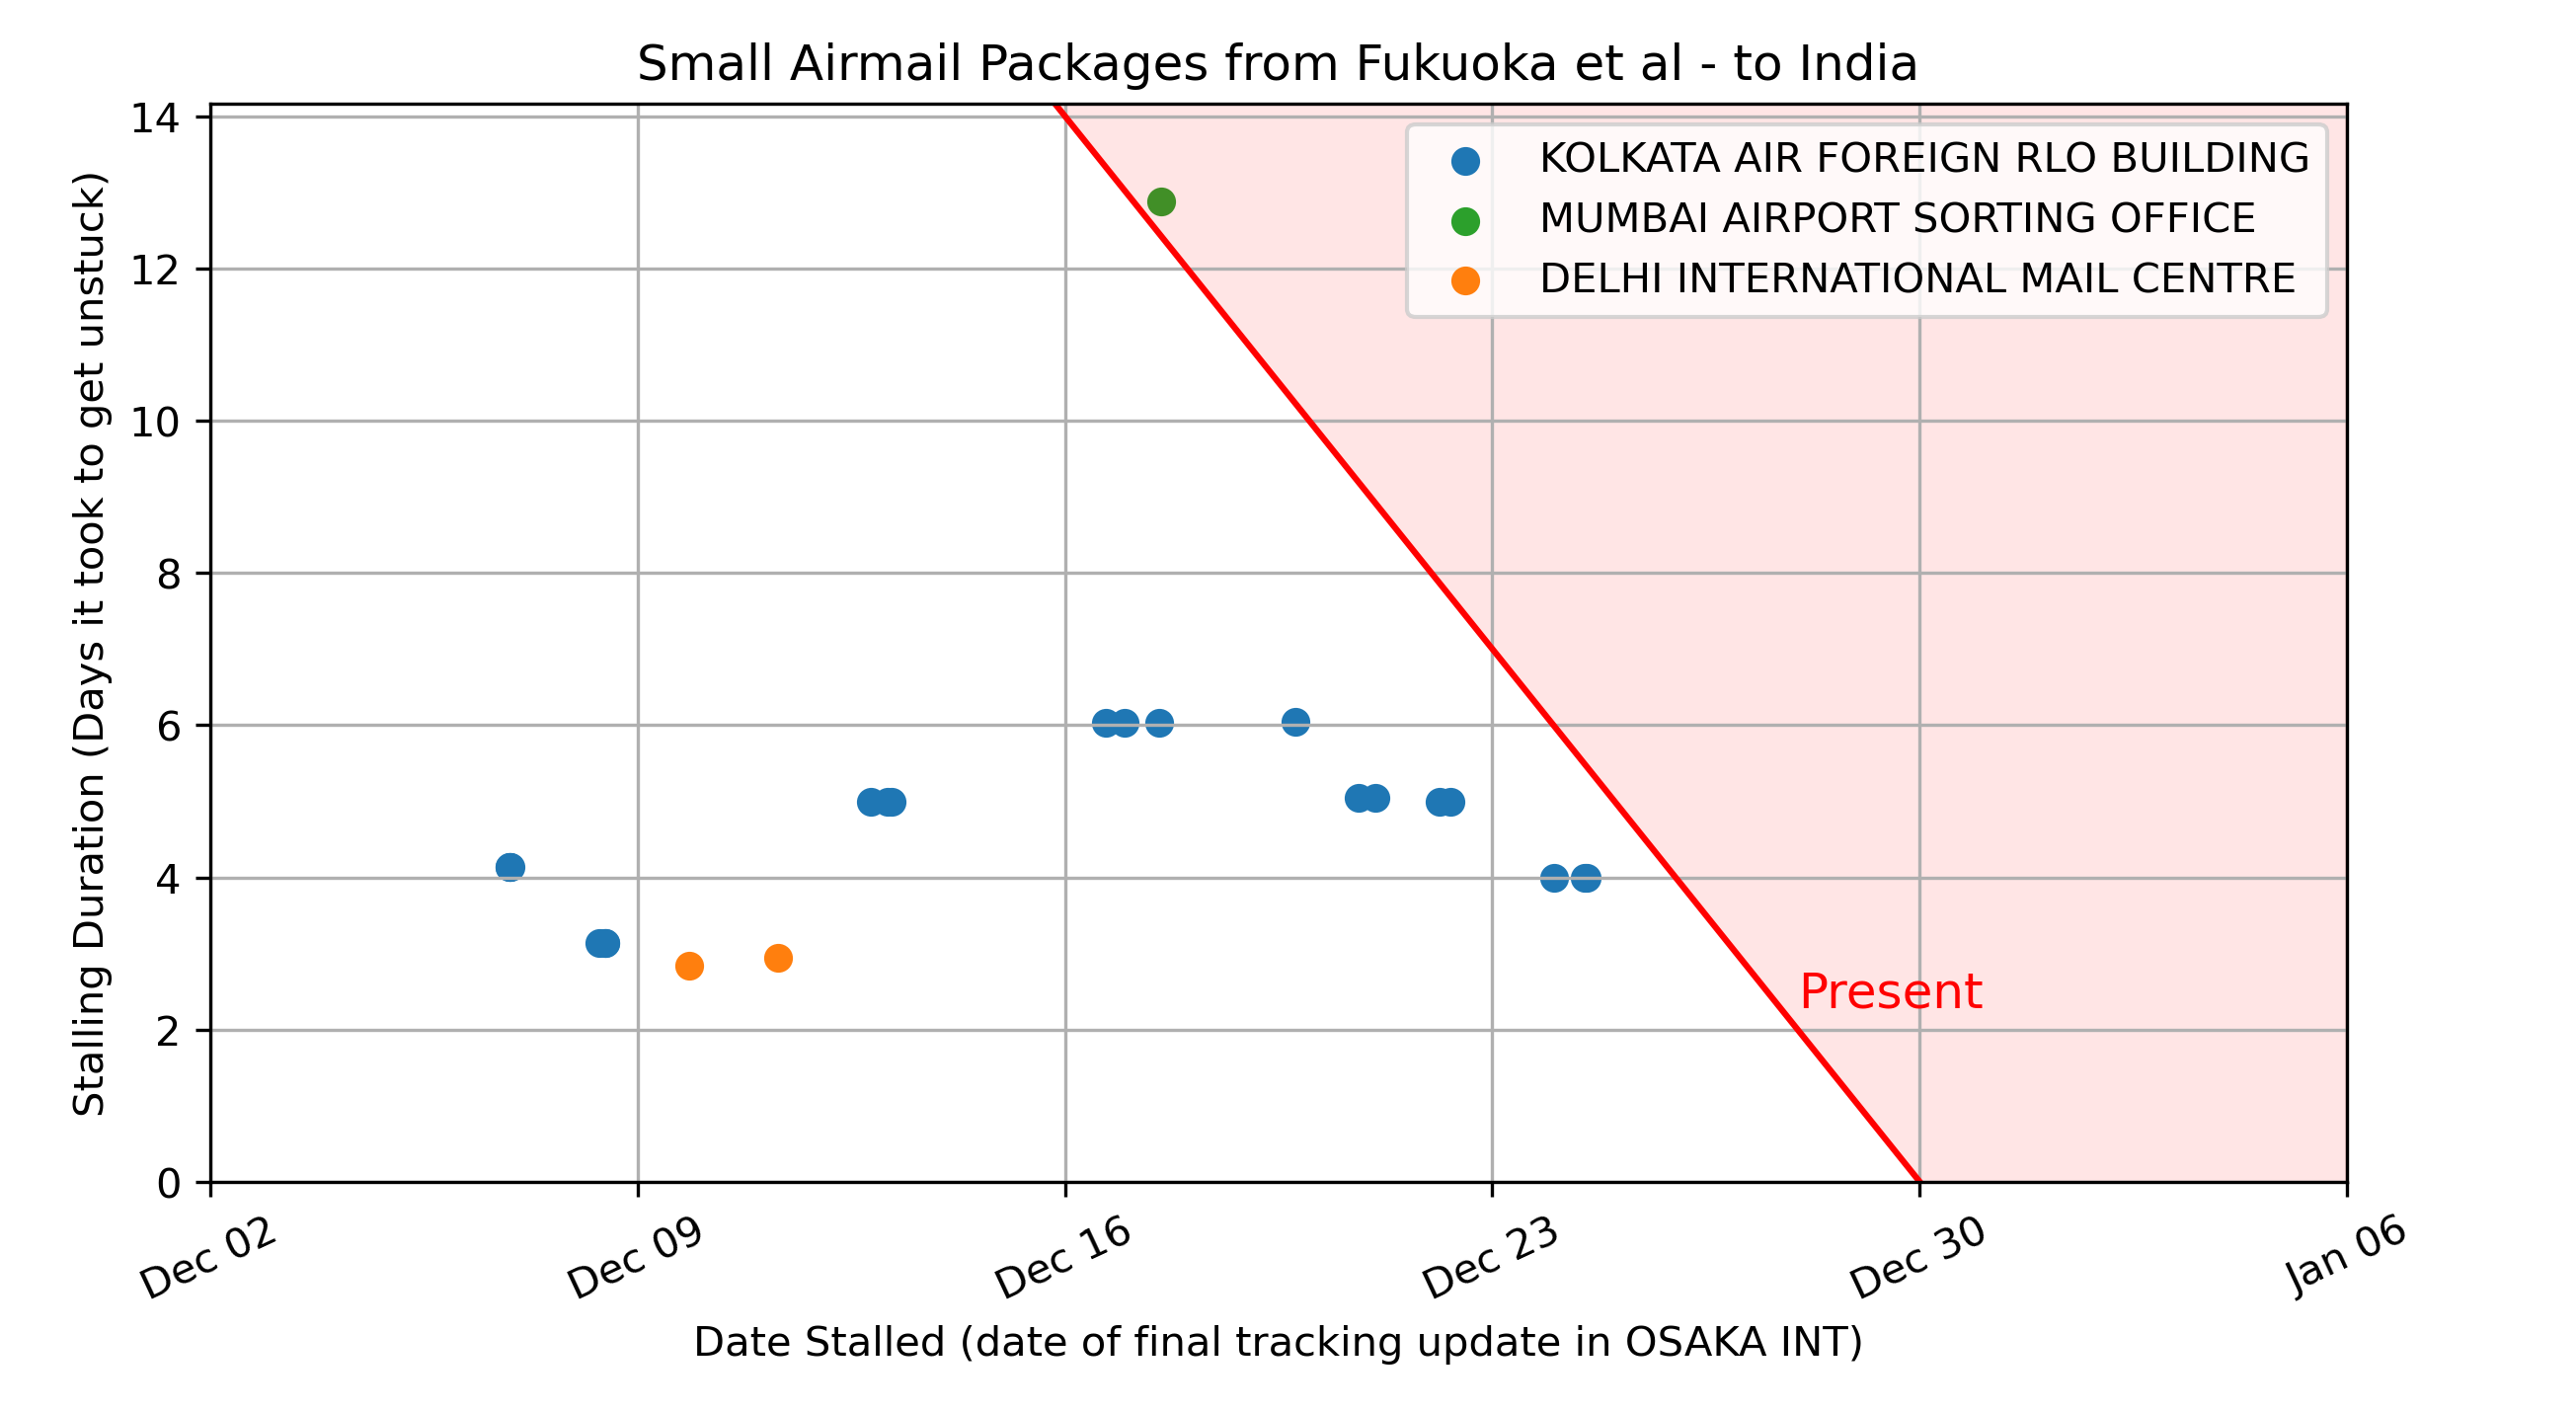 Small Airmail Packages from Fukuoka et al - to India
Stalling Duration (Days it took to get unstuck)
14
12
10
8
6
4
2
0
KOLKATA AIR FOREIGN RLO BUILDING
MUMBAI AIRPORT SORTING OFFICE
DELHI INTERNATIONAL MAIL CENTRE
Present
Dec 02
Dec 09
Dec 16
Dec 23
Dec 30
Jan 06
Date Stalled (date of final tracking update in OSAKA INT)